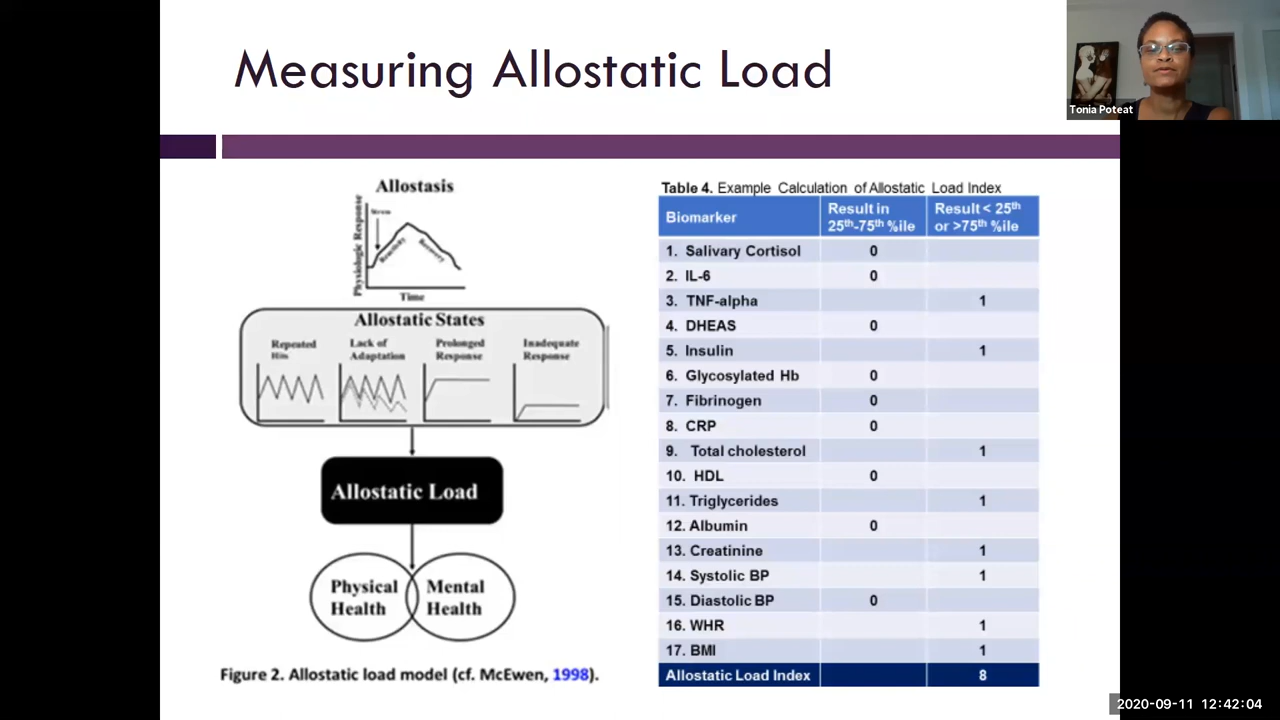 Measuring Allostatic Load
Tonia Poteat
Allostasis
Physiologic Response
Stress
Reactivity
Recovery
Time
Allostatic States
Repeated
Hits
Lack of
Adaptation
Prolonged
Response
Inadequate
Response
Allostatic Load
Physical
Health
Mental
Health
Figure 2. Allostatic load model (cf. McEwen, 1998).
Table 4. Example Calculation of Allostatic Load Index
Biomarker
Result in
25th-75th %ile
Result < 25th
or >75th %ile
1. Salivary Cortisol 0
2. IL-6 0
3. TNF-alpha 1
4. DHEAS 0
5. Insulin 1
6. Glycosylated Hb 0
7. Fibrinogen 0
8. CRP 0
9. Total cholesterol 1
10. HDL 0
11. Triglycerides 1
12. Albumin 0
13. Creatinine 1
14. Systolic BP 1
15. Diastolic BP 0
16. WHR 1
17. BMI 1
Allostatic Load Index 8
2020-09-11 12:42:04